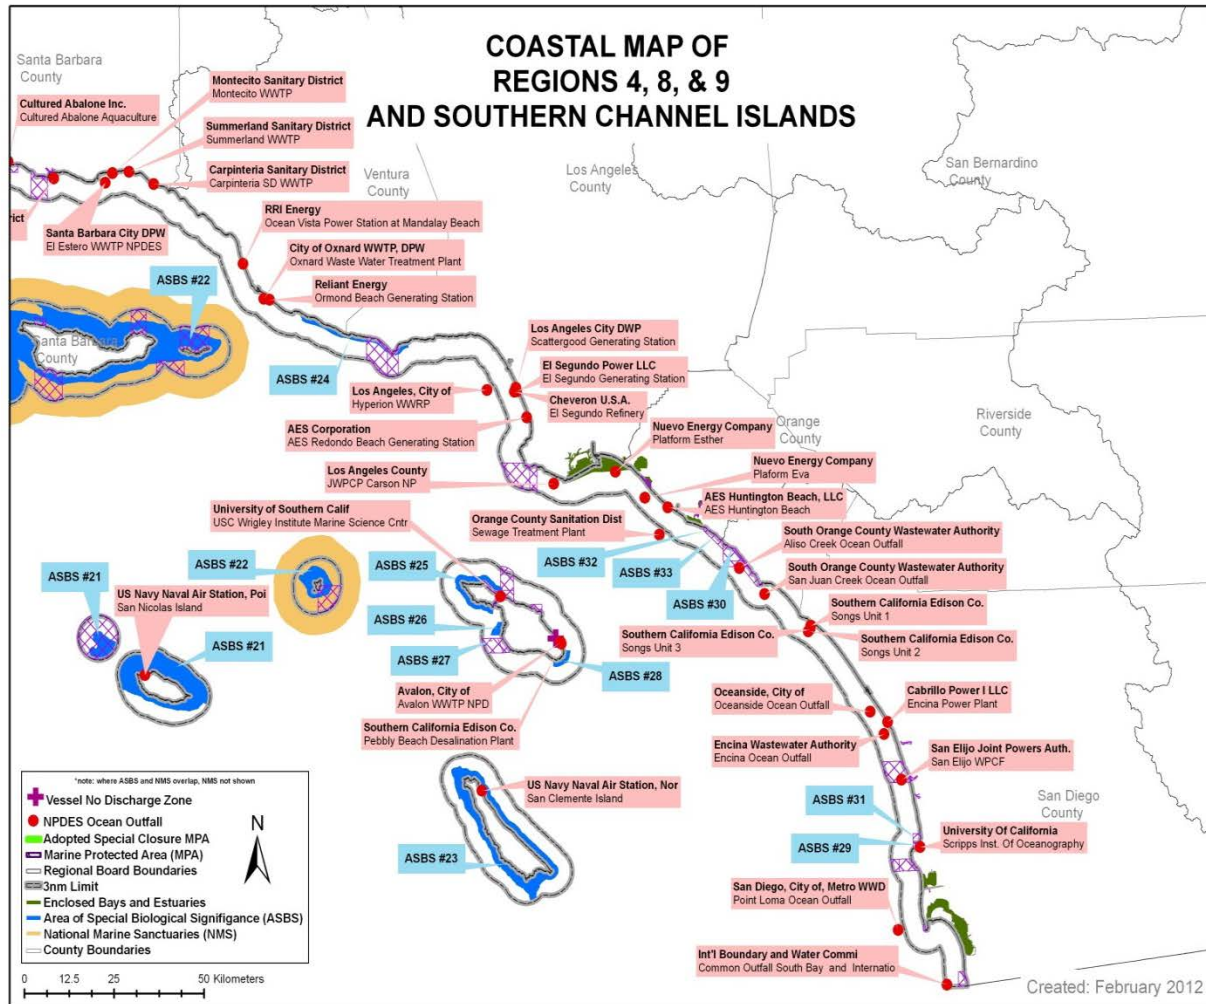 COASTAL MAP OF
REGIONS 4, 8, & 9
AND SOUTHERN CHANNEL ISLANDS
Santa Barbara
County
Montecito Sanitary District
Montecito WWTP
Cultured Abalone Inc.
Cultured Abalone Aquaculture
Summerland Sanitary District
Summerland WWTP
Carpinteria Sanitary District
Carpinteria SD WWTP
Ventura
County
Los Angeles
County
San Bernardino
County
rict
Santa Barbara City DPW
El Estero WWTP NPDES
RRI Energy
Ocean Vista Power Station at Mandalay Beach
City of Oxnard WWTP, DPW
Oxnard Waste Water Treatment Plant
Reliant Energy
Ormond Beach Generating Station
ASBS #22
Santa Barbara
County
ASBS #24
Los Angeles City DWP
Scattergood Generating Station
El Segundo Power LLC
El Segundo Generating Station
Los Angeles, City of
Hyperion WWRP
Cheveron U.S.A.
El Segundo Refinery
AES Corporation
AES Redondo Beach Generating Station
Nuevo Energy Company
Platform Esther
Orange
County
Riverside
County
Los Angeles County
JWPCP Carson NP
Nuevo Energy Company
Plaform Eva
AES Huntington Beach, LLC
AES Huntington Beach
University of Southern Calif
USC Wrigley Institute Marine Science Cntr
Orange County Sanitation Dist
Sewage Treatment Plant
South Orange County Wastewater Authority
Aliso Creek Ocean Outfall
ASBS #32
ASBS #33
ASBS #30
South Orange County Wastewater Authority
San Juan Creek Ocean Outfall
ASBS #21
ASBS #22
ASBS #25
US Navy Naval Air Station, Poi
San Nicolas Island
ASBS #26
Southern California Edison Co.
Songs Unit 1
ASBS #21
ASBS #27
Southern California Edison Co.
Songs Unit 3
Southern California Edison Co.
Songs Unit 2
ASBS #28
Avalon, City of
Avalon WWTP NPD
Oceanside, City of
Oceanside Ocean Outfall
Cabrillo Power I LLC
Encina Power Plant
Southern California Edison Co.
Pebbly Beach Desalination Plant
Encina Wastewater Authority
Encina Ocean Outfall
San Elijo Joint Powers Auth.
San Elijo WPCF
US Navy Naval Air Station, Nor
San Clemente Island
ASBS #31
San Diego
County
ASBS #23
ASBS #29
University Of California
Scripps Inst. Of Oceanography
San Diego, City of, Metro WWD
Point Loma Ocean Outfall
Int'l Boundary and Water Commi
Common Outfall South Bay and Internatio
*note: where ASBS and NMS overlap, NMS not shown
Vessel No Discharge Zone
NPDES Ocean Outfall
Adopted Special Closure MPA
Marine Protected Area (MPA)
Regional Board Boundaries
3nm Limit
Enclosed Bays and Estuaries
Area of Special Biological Signifigance (ASBS)
National Marine Sanctuaries (NMS)
County Boundaries
N
0 12.5 25 50 Kilometers
Created: February 2012